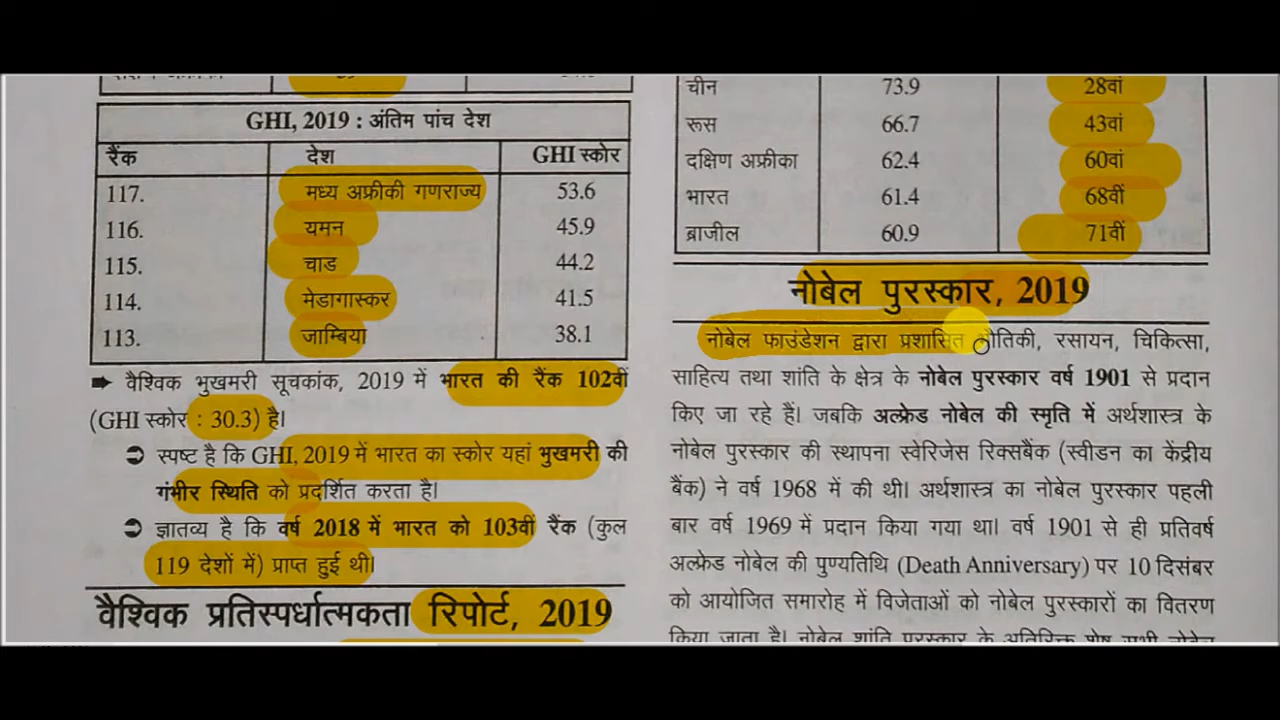 GHI, 2019 : अंतिम पांच देश
रैंक देश GHI स्कोर
117. मध्य अफ्रीकी गणराज्य 53.6
116. यमन 45.9
115. चाड 44.2
114. मेडागास्कर 41.5
113. जाम्बिया 38.1
➡ वैश्विक भुखमरी सूचकांक, 2019 में भारत की रैंक 102वीं
(GHI स्कोर : 30.3) है।
➲ स्पष्ट है कि GHI, 2019 में भारत का स्कोर यहां भुखमरी की
गंभीर स्थिति को प्रदर्शित करता है।
➲ ज्ञातव्य है कि वर्ष 2018 में भारत को 103वीं रैंक (कुल
119 देशों में) प्राप्त हुई थी।
वैश्विक प्रतिस्पर्धात्मकता रिपोर्ट, 2019
चीन 73.9 28वां
रूस 66.7 43वां
दक्षिण अफ्रीका 62.4 60वां
भारत 61.4 68वीं
ब्राजील 60.9 71वीं
नोबेल पुरस्कार, 2019
नोबेल फाउंडेशन द्वारा प्रशासित भौतिकी, रसायन, चिकित्सा,
साहित्य तथा शांति के क्षेत्र के नोबेल पुरस्कार वर्ष 1901 से प्रदान
किए जा रहे हैं। जबकि अल्फ्रेड नोबेल की स्मृति में अर्थशास्त्र के
नोबेल पुरस्कार की स्थापना स्वेरिजेस रिक्सबैंक (स्वीडन का केंद्रीय
बैंक) ने वर्ष 1968 में की थी। अर्थशास्त्र का नोबेल पुरस्कार पहली
बार वर्ष 1969 में प्रदान किया गया था। वर्ष 1901 से ही प्रतिवर्ष
अल्फ्रेड नोबेल की पुण्यतिथि (Death Anniversary) पर 10 दिसंबर
को आयोजित समारोह में विजेताओं को नोबेल पुरस्कारों का वितरण
किया जाता है। नोबेल शांति पुरस्कार के अतिरिक्त शेष सभी नोबेल